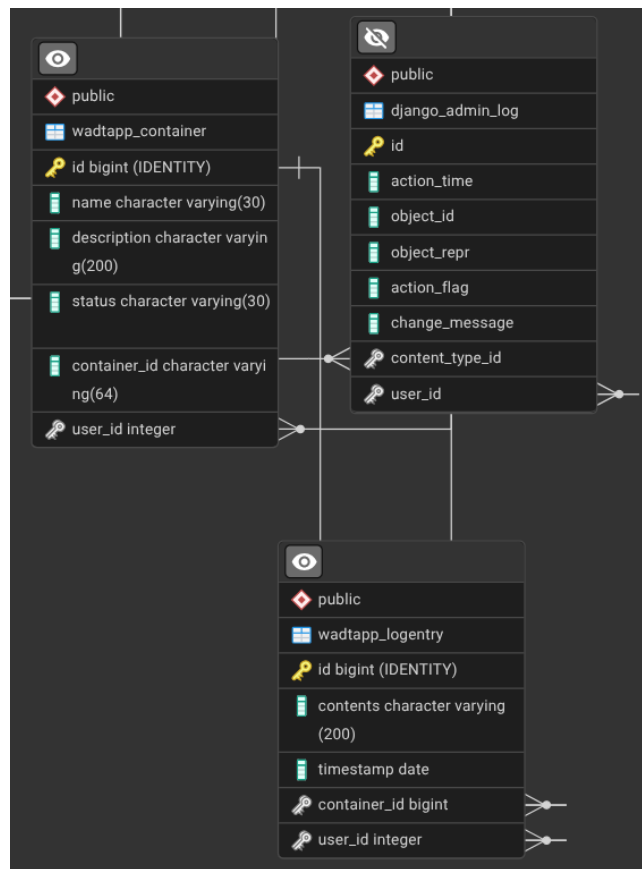 public
wadtapp_container
id bigint (IDENTITY)
name character varying(30)
description character varyin
g(200)
status character varying(30)
container_id character varyi
ng(64)
user_id integer
public
django_admin_log
id
action_time
object_id
object_repr
action_flag
change_message
content_type_id
user_id
public
wadtapp_logentry
id bigint (IDENTITY)
contents character varying
(200)
timestamp date
container_id bigint
user_id integer